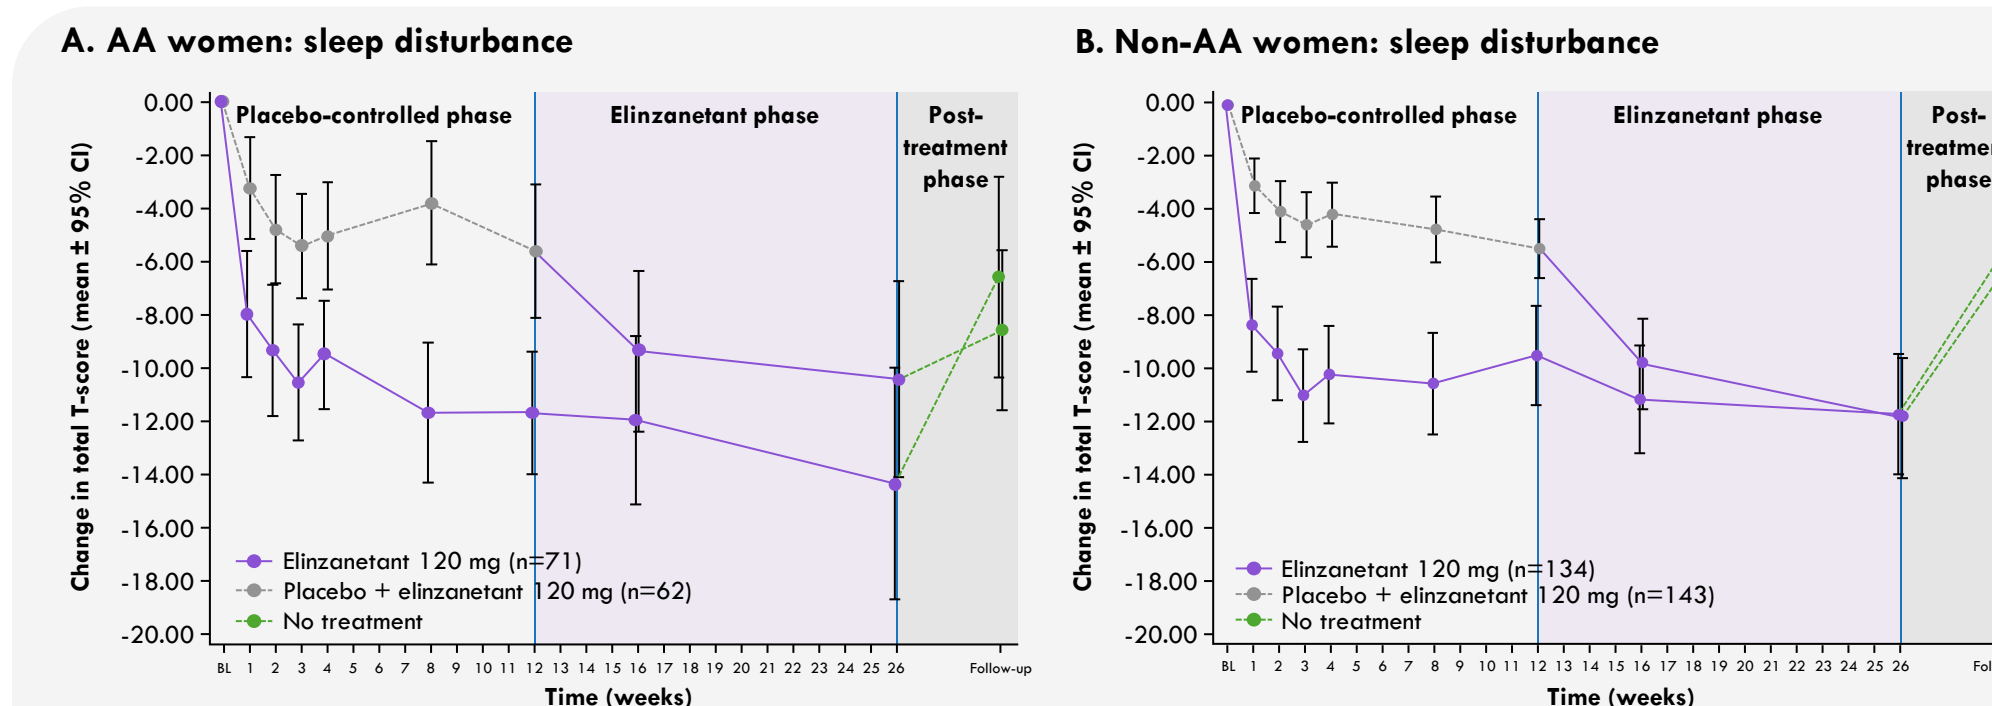 A. AA women: sleep disturbance
Change in total T-score (mean ± 95% CI)
0.00
-2.00
-4.00
-6.00
-8.00
-10.00
-12.00
-14.00
-16.00
-18.00
-20.00
Placebo-controlled phase
Elinzanetant phase
Post-
treatment
phase
Elinzanetant 120 mg (n=71)
Placebo + elinzanetant 120 mg (n=62)
No treatment
BL 1 2 3 4 5 6 7 8 9 10 11 12 13 14 15 16 17 18 19 20 21 22 23 24 25 26 Follow-up
Time (weeks)
B. Non-AA women: sleep disturbance
Change in total T-score (mean ± 95% CI)
0.00
-2.00
-4.00
-6.00
-8.00
-10.00
-12.00
-14.00
-16.00
-18.00
-20.00
Placebo-controlled phase
Elinzanetant phase
Post-
treatme
phase
Elinzanetant 120 mg (n=134)
Placebo + elinzanetant 120 mg (n=143)
No treatment
BL 1 2 3 4 5 6 7 8 9 10 11 12 13 14 15 16 17 18 19 20 21 22 23 24 25 26 Fol
Time (weeks)